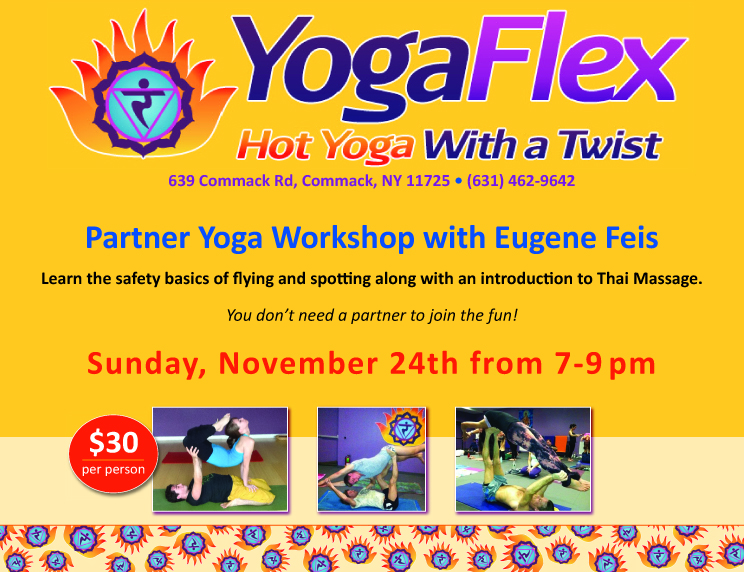 YogaFlex
Hot Yoga With a Twist
639 Commack Rd, Commack, NY 11725 • (631) 462-9642
Partner Yoga Workshop with Eugene Feis
Learn the safety basics of flying and spotting along with an introduction to Thai Massage.
You don't need a partner to join the fun!
Sunday, November 24th from 7-9 pm
$30
per person